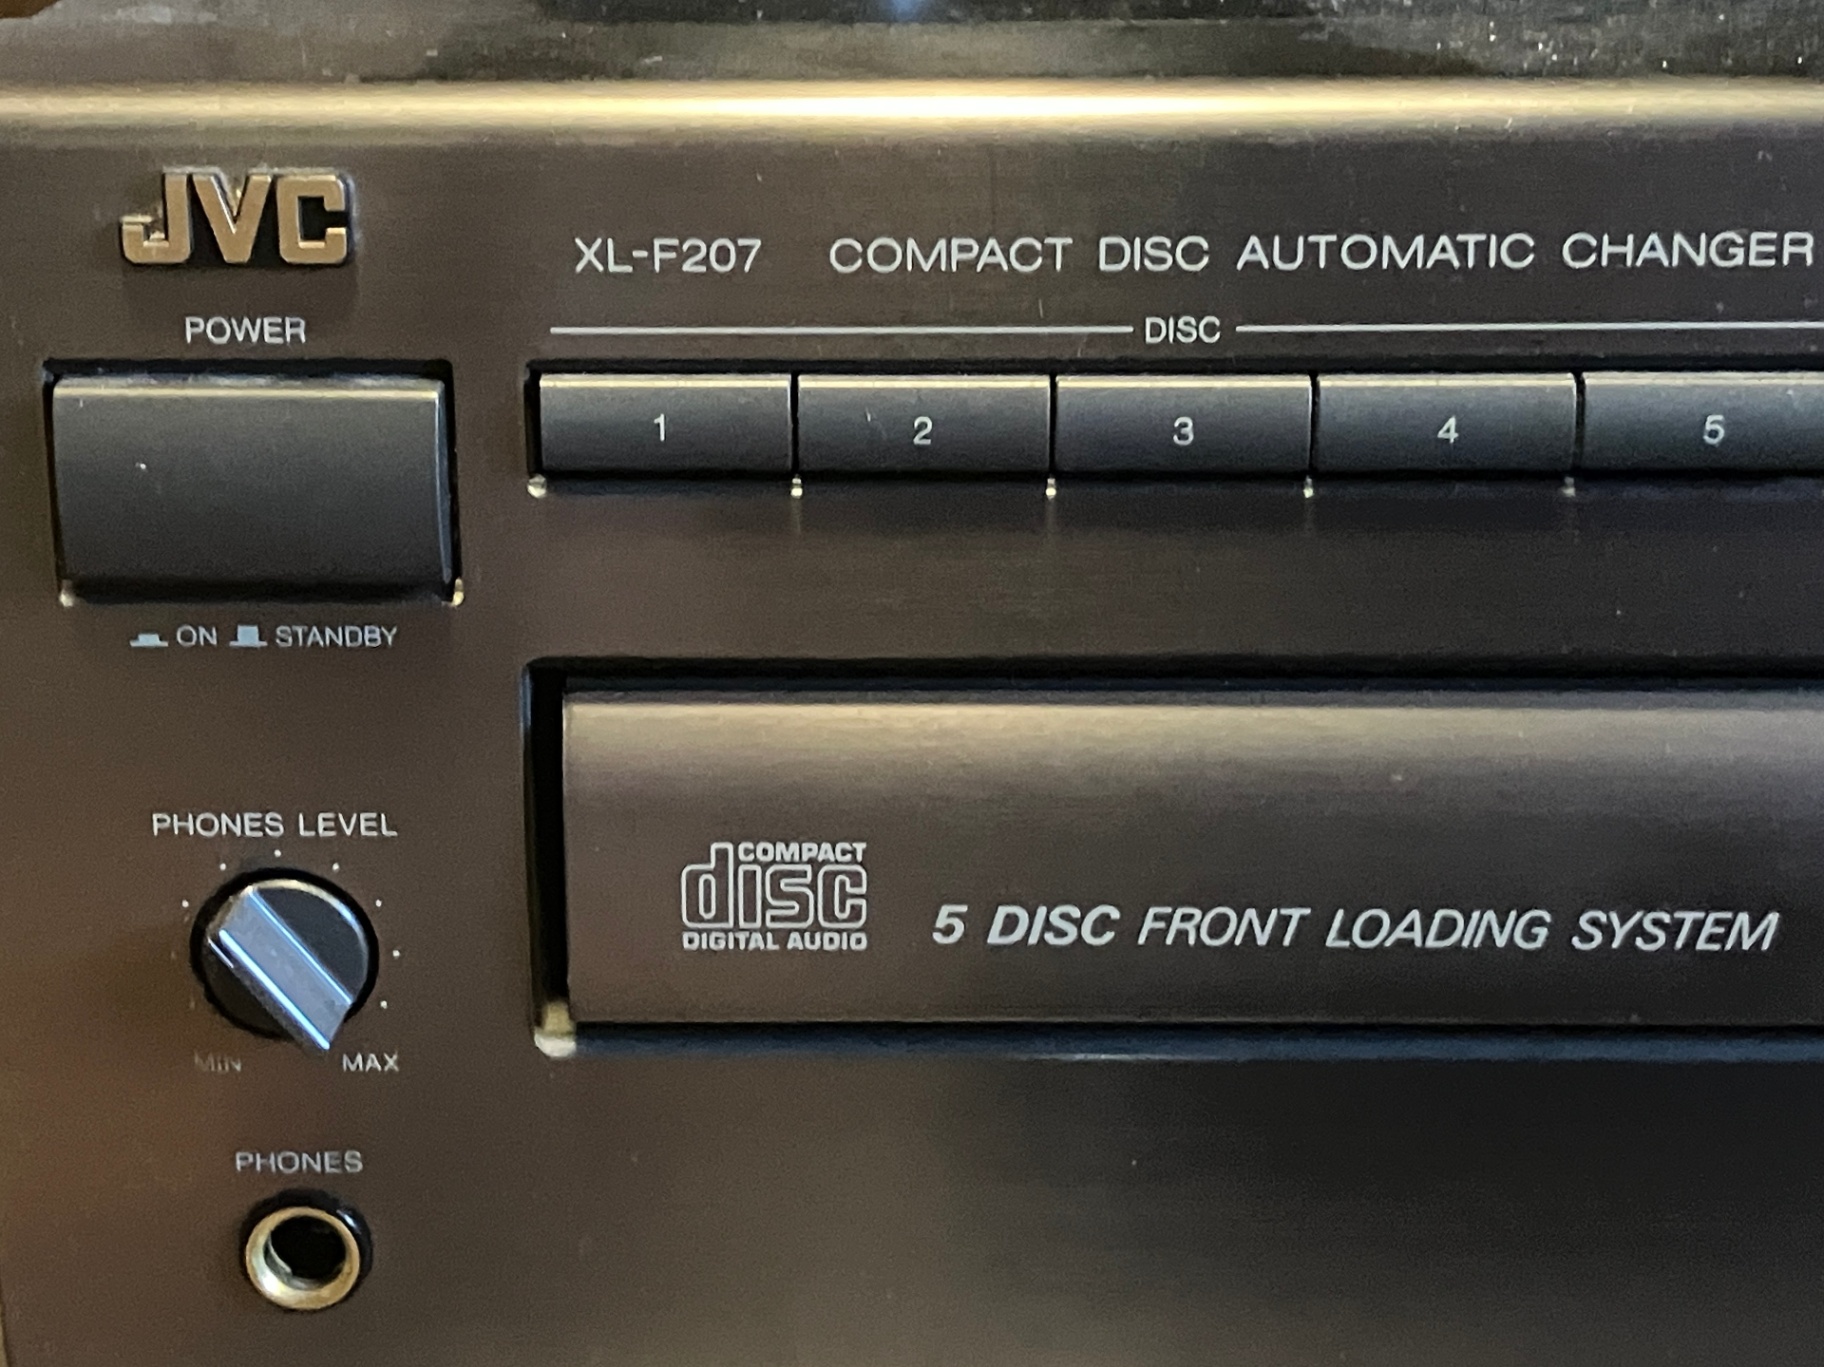 JVC
XL-F207 COMPACT DISC AUTOMATIC CHANGER
POWER
DISC
1 2 3 4 5
ON STANDBY
PHONES LEVEL
COMPACT
disc
DIGITAL AUDIO
5 DISC FRONT LOADING SYSTEM
MIN MAX
PHONES